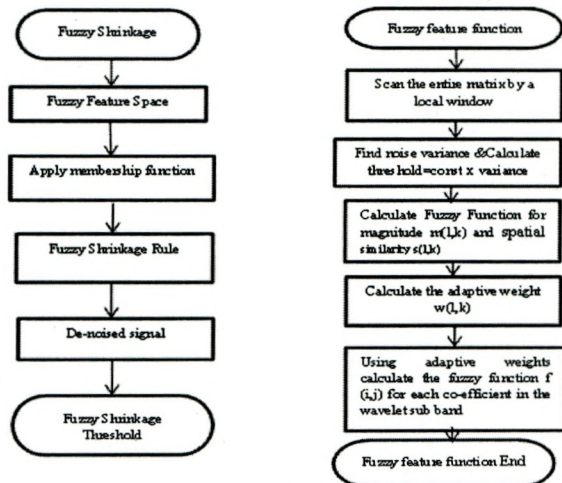 Fuzzy Shrinkage
Fuzzy Feature Space
Apply membership function
Fuzzy Shrinkage Rule
De-noised signal
Fuzzy Shrinkage
Threshold
Fuzzy feature function
Scan the entire matrix by a
local window
Find noise variance &Calculate
threshold=const x variance
Calculate Fuzzy Function for
magnitude m(l,k) and spatial
similarity s(l,k)
Calculate the adaptive weight
w(l,k)
Using adaptive weights
calculate the fuzzy function f
(i,j) for each co-efficient in the
wavelet sub band
Fuzzy feature function End